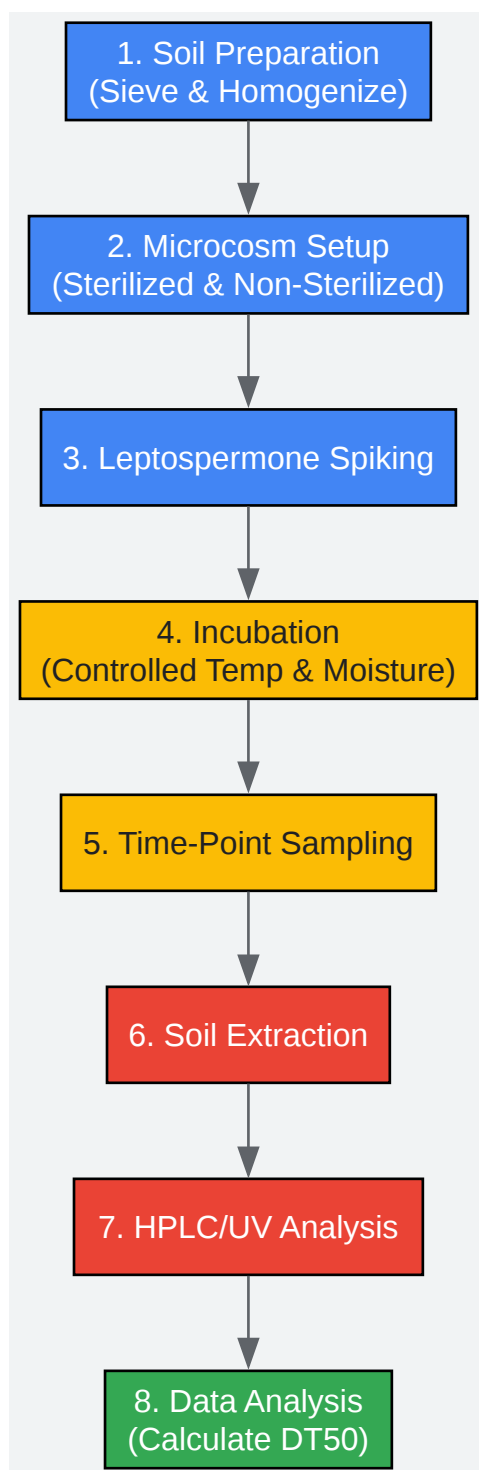 1. Soil Preparation
(Sieve & Homogenize)
2. Microcosm Setup
(Sterilized & Non-Sterilized)
3. Leptospermone Spiking
4. Incubation
(Controlled Temp & Moisture)
5. Time-Point Sampling
6. Soil Extraction
7. HPLC/UV Analysis
8. Data Analysis
(Calculate DT50)